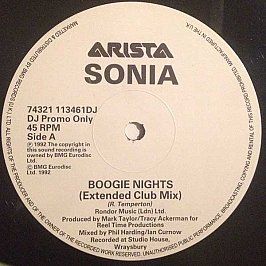 ARISTA
SONIA
74321 113461DJ
DJ Promo Only
45 RPM
Side A
℗ 1992 The copyright in
this sound recording is
owned by BMG Eurodisc
Ltd.
© BMG Eurodisc
Ltd. 1992
BOOGIE NIGHTS
(Extended Club Mix)
(R. Temperton)
Rondor Music (Ldn) Ltd.
Produced by Mark Taylor/Tracy Ackerman for
Reel Time Productions
Mixed by Phil Harding/Ian Curnow
Recorded at Studio House,
Wraysbury